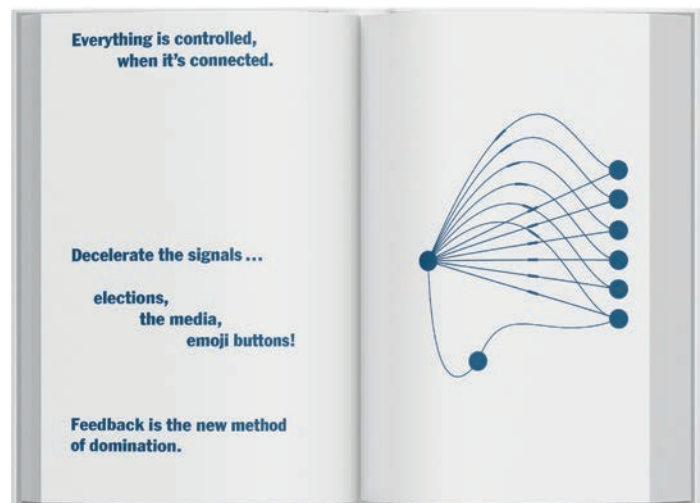 Everything is controlled,
when it's connected.
Decelerate the signals ...
elections,
the media,
emoji buttons!
Feedback is the new method
of domination.